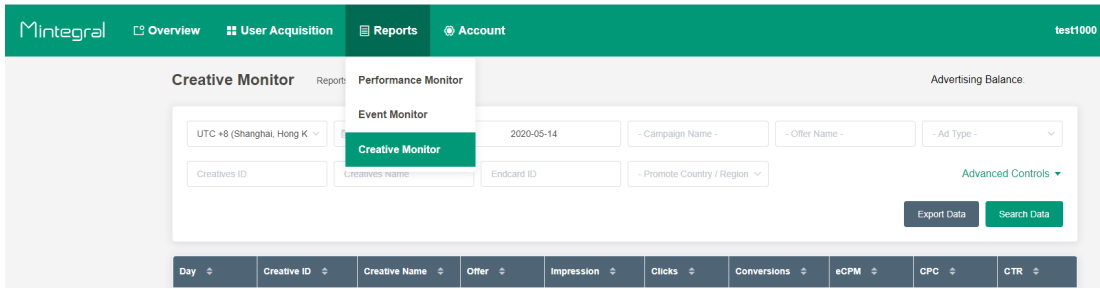 Mintegral Overview User Acquisition Reports Account test1000
Creative Monitor Reports Performance Monitor Advertising Balance:
Event Monitor
UTC +8 (Shanghai, Hong K 2020-05-14 - Campaign Name - - Offer Name - - Ad Type -
Creative Monitor
Creatives ID Creatives Name Endcard ID - Promote Country / Region Advanced Controls
Export Data Search Data
Day Creative ID Creative Name Offer Impression Clicks Conversions eCPM CPC CTR